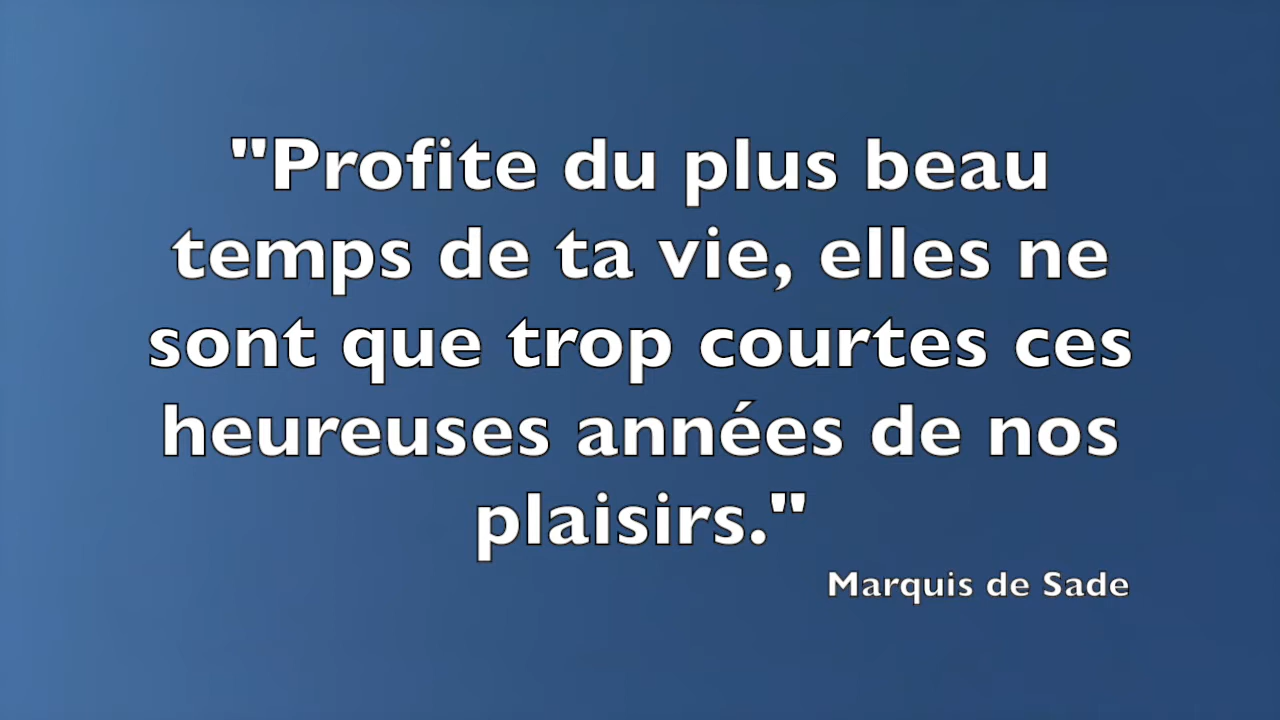 "Profite du plus beau
temps de ta vie, elles ne
sont que trop courtes ces
heureuses années de nos
plaisirs."
Marquis de Sade